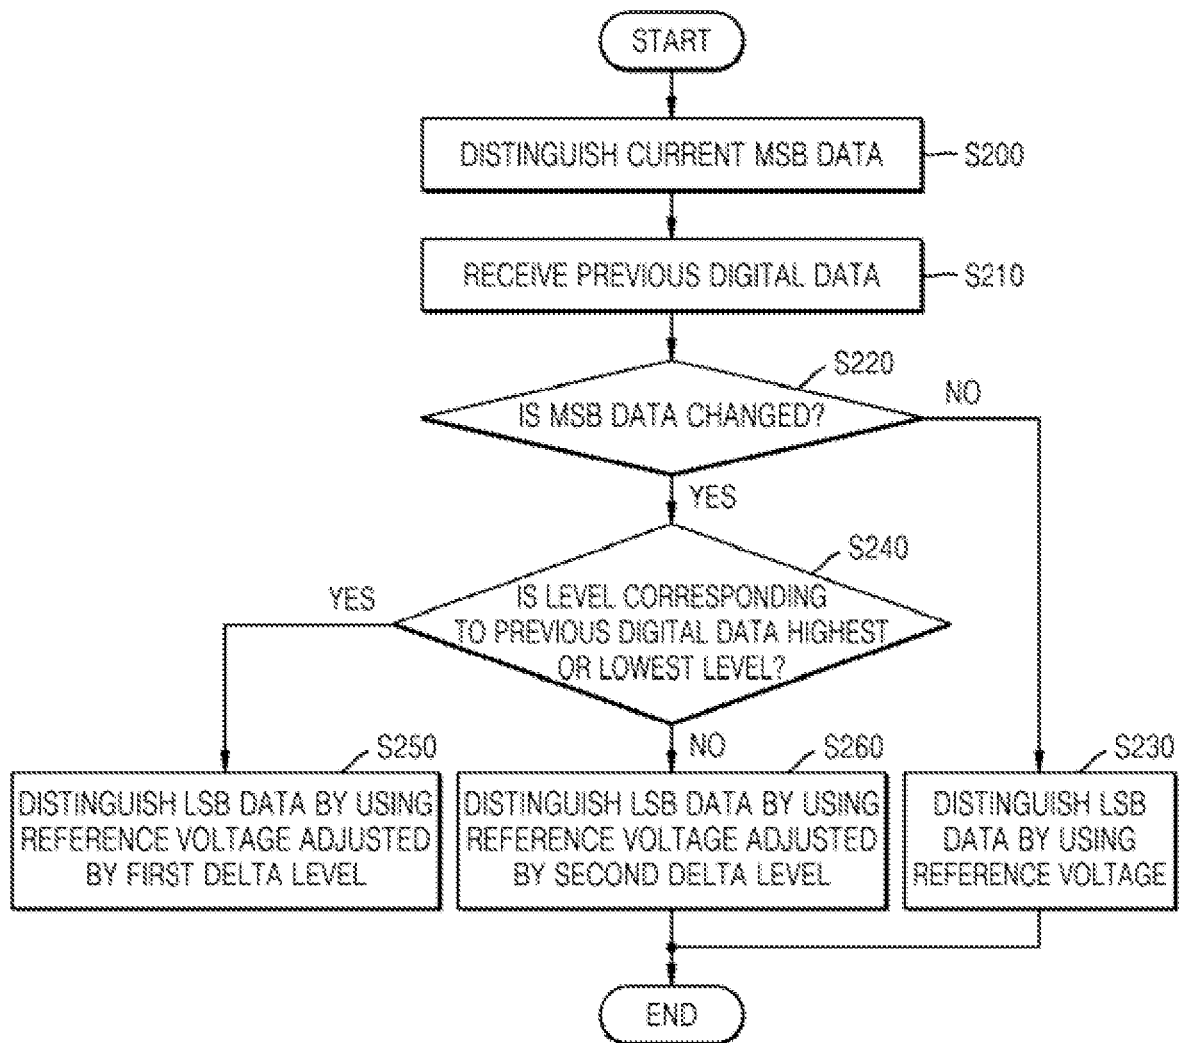 START
DISTINGUISH CURRENT MSB DATA
S200
RECEIVE PREVIOUS DIGITAL DATA
S210
S220
IS MSB DATA CHANGED?
NO
YES
S240
YES
IS LEVEL CORRESPONDING
TO PREVIOUS DIGITAL DATA HIGHEST
OR LOWEST LEVEL?
S250
DISTINGUISH LSB DATA BY USING
REFERENCE VOLTAGE ADJUSTED
BY FIRST DELTA LEVEL
NO
S260
DISTINGUISH LSB DATA BY USING
REFERENCE VOLTAGE ADJUSTED
BY SECOND DELTA LEVEL
S230
DISTINGUISH LSB
DATA BY USING
REFERENCE VOLTAGE
END